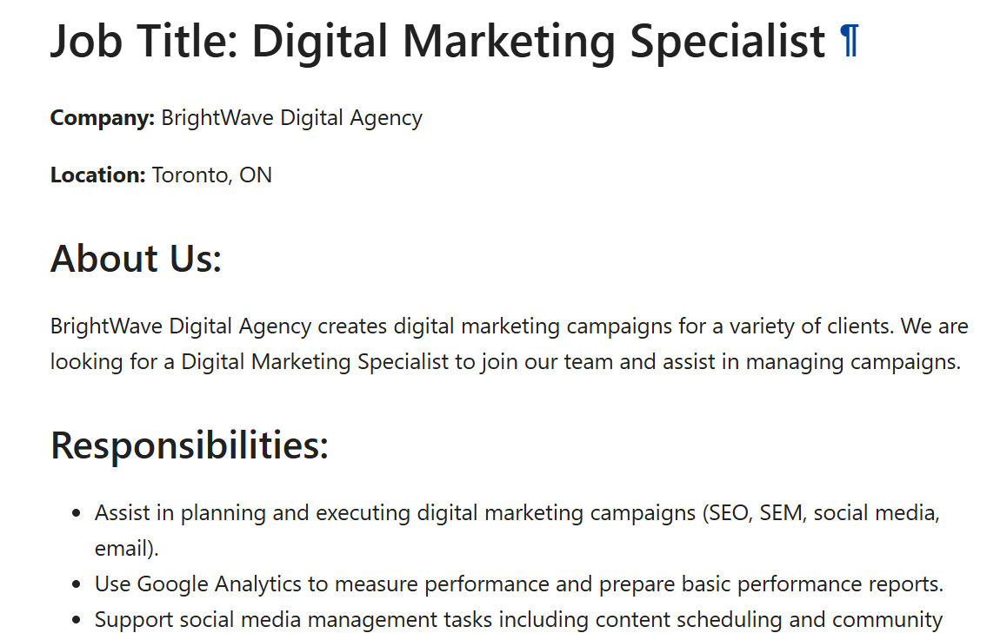 Job Title: Digital Marketing Specialist ¶
Company: BrightWave Digital Agency
Location: Toronto, ON
About Us:
BrightWave Digital Agency creates digital marketing campaigns for a variety of clients. We are
looking for a Digital Marketing Specialist to join our team and assist in managing campaigns.
Responsibilities:
• Assist in planning and executing digital marketing campaigns (SEO, SEM, social media,
email).
• Use Google Analytics to measure performance and prepare basic performance reports.
• Support social media management tasks including content scheduling and community